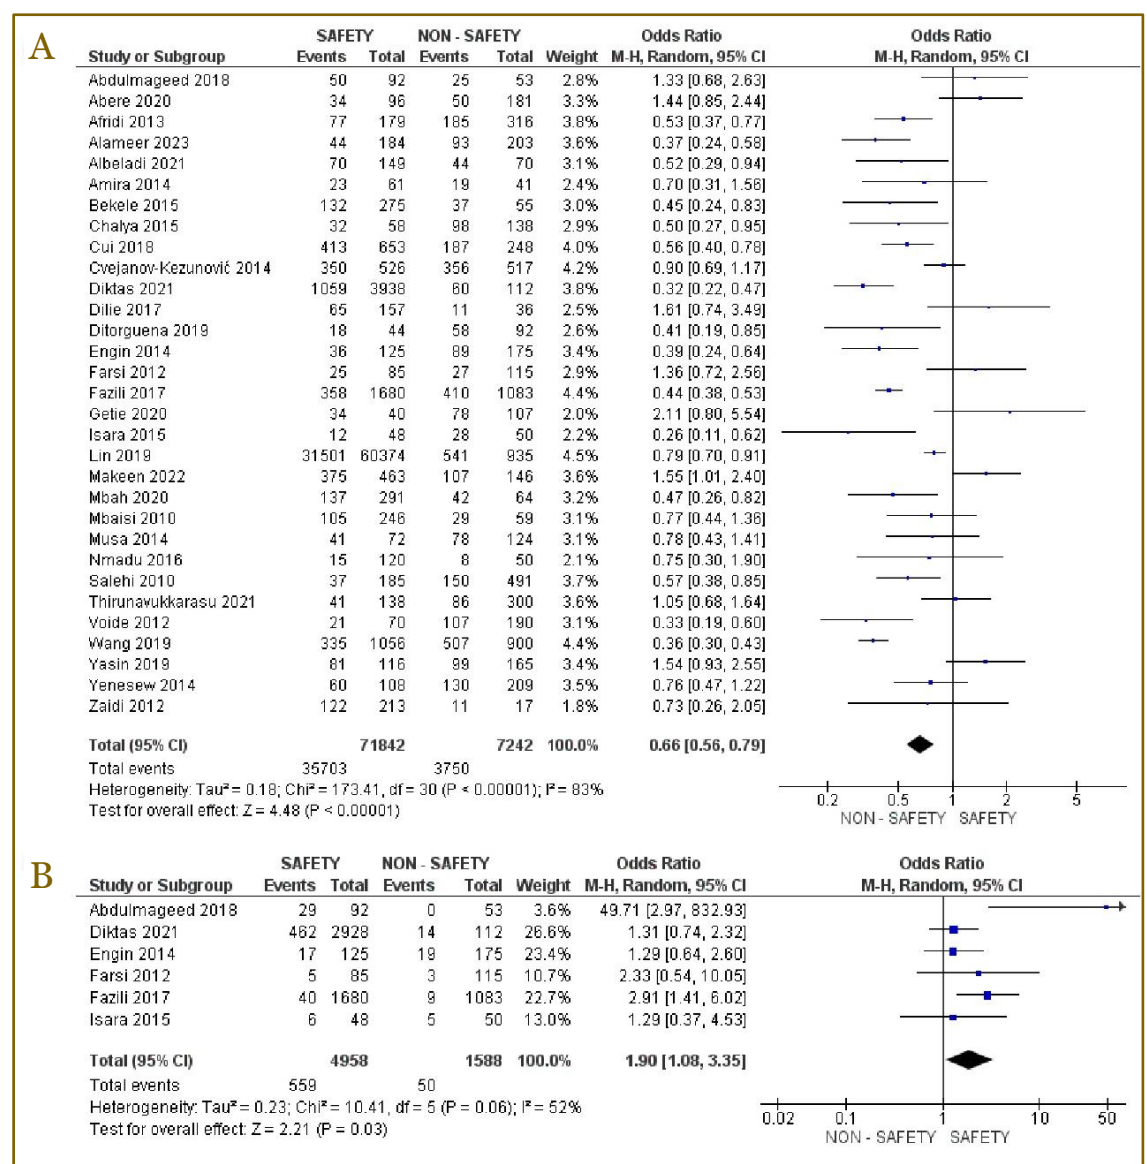 A
SAFETY NON - SAFETY Odds Ratio Odds Ratio
Study or Subgroup Events Total Events Total Weight M-H, Random, 95% CI M-H, Random, 95% CI
Abdulmageed 2018 50 92 25 53 2.8% 1.33 [0.68, 2.63]
Abere 2020 34 96 50 181 3.3% 1.44 [0.85, 2.44]
Afridi 2013 77 179 185 316 3.8% 0.53 [0.37, 0.77]
Alameer 2023 44 184 93 203 3.6% 0.37 [0.24, 0.58]
Albeladi 2021 70 149 44 70 3.1% 0.52 [0.29, 0.94]
Amira 2014 23 61 19 41 2.4% 0.70 [0.31, 1.56]
Bekele 2015 132 275 37 55 3.0% 0.45 [0.24, 0.83]
Chalya 2015 32 58 98 138 2.9% 0.50 [0.27, 0.95]
Cui 2018 413 653 187 248 4.0% 0.56 [0.40, 0.78]
Cvejanov-Kezunović 2014 350 526 356 517 4.2% 0.90 [0.69, 1.17]
Diktas 2021 1059 3938 60 112 3.8% 0.32 [0.22, 0.47]
Dilie 2017 65 157 11 36 2.5% 1.61 [0.74, 3.49]
Ditorguena 2019 18 44 58 92 2.6% 0.41 [0.19, 0.85]
Engin 2014 36 125 89 175 3.4% 0.39 [0.24, 0.64]
Farsi 2012 25 85 27 115 2.9% 1.36 [0.72, 2.56]
Fazili 2017 358 1680 410 1083 4.4% 0.44 [0.38, 0.53]
Getie 2020 34 40 78 107 2.0% 2.11 [0.80, 5.54]
Isara 2015 12 48 28 50 2.2% 0.26 [0.11, 0.62]
Lin 2019 31501 60374 541 935 4.5% 0.79 [0.70, 0.91]
Makeen 2022 375 463 107 146 3.6% 1.55 [1.01, 2.40]
Mbah 2020 137 291 42 64 3.2% 0.47 [0.26, 0.82]
Mbaisi 2010 105 246 29 59 3.1% 0.77 [0.44, 1.36]
Musa 2014 41 72 78 124 3.1% 0.78 [0.43, 1.41]
Nmadu 2016 15 120 8 50 2.1% 0.75 [0.30, 1.90]
Salehi 2010 37 185 150 491 3.7% 0.57 [0.38, 0.85]
Thirunavukkarasu 2021 41 138 86 300 3.6% 1.05 [0.68, 1.64]
Voide 2012 21 70 107 190 3.1% 0.33 [0.19, 0.60]
Wang 2019 335 1056 507 900 4.4% 0.36 [0.30, 0.43]
Yasin 2019 81 116 99 165 3.4% 1.54 [0.93, 2.55]
Yenesew 2014 60 108 130 209 3.5% 0.76 [0.47, 1.22]
Zaidi 2012 122 213 11 17 1.8% 0.73 [0.26, 2.05]
Total (95% CI) 71842 7242 100.0% 0.66 [0.56, 0.79]
Total events 35703 3750
Heterogeneity: Tau² = 0.18; Chi² = 173.41, df = 30 (P < 0.00001); I² = 83%
Test for overall effect: Z = 4.48 (P < 0.00001)
0.2 0.5 1 2 5
NON - SAFETY SAFETY
B
SAFETY NON - SAFETY Odds Ratio Odds Ratio
Study or Subgroup Events Total Events Total Weight M-H, Random, 95% CI M-H, Random, 95% CI
Abdulmageed 2018 29 92 0 53 3.6% 49.71 [2.97, 832.93]
Diktas 2021 462 2928 14 112 26.6% 1.31 [0.74, 2.32]
Engin 2014 17 125 19 175 23.4% 1.29 [0.64, 2.60]
Farsi 2012 5 85 3 115 10.7% 2.33 [0.54, 10.05]
Fazili 2017 40 1680 9 1083 22.7% 2.91 [1.41, 6.02]
Isara 2015 6 48 5 50 13.0% 1.29 [0.37, 4.53]
Total (95% CI) 4958 1588 100.0% 1.90 [1.08, 3.35]
Total events 559 50
Heterogeneity: Tau² = 0.23; Chi² = 10.41, df = 5 (P = 0.06); I² = 52%
Test for overall effect: Z = 2.21 (P = 0.03)
0.02 0.1 1 10 50
NON - SAFETY SAFETY